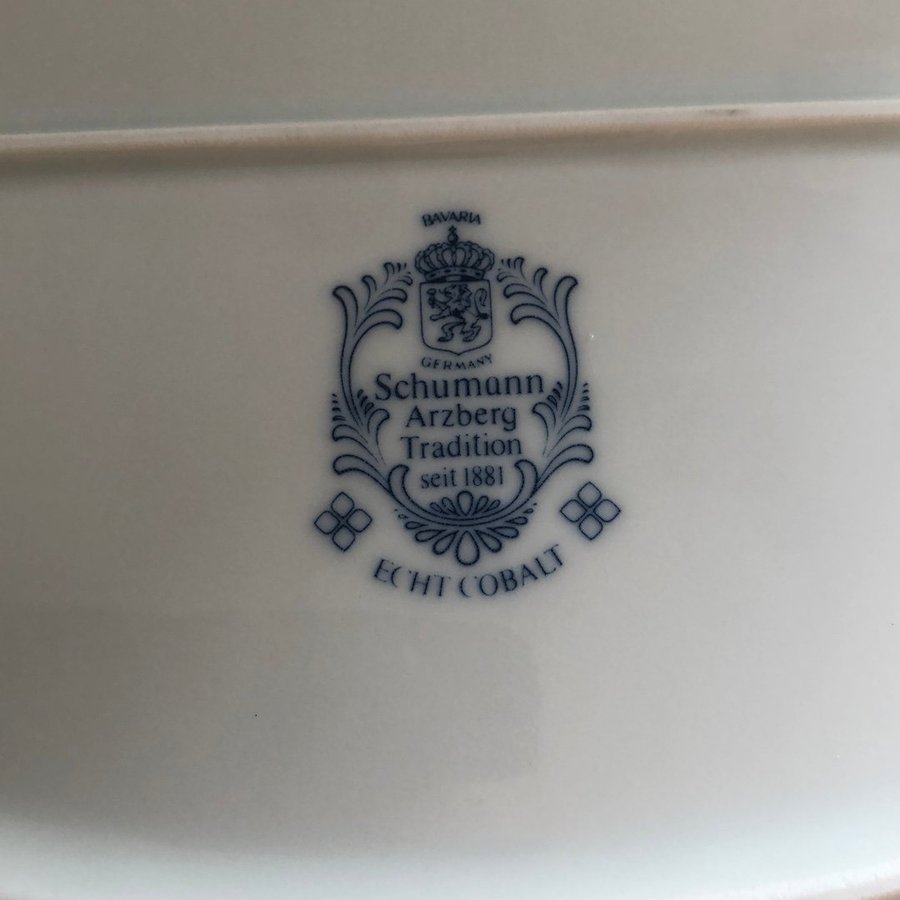 BAVARIA
GERMANY
Schumann
Arzberg
Tradition
seit 1881
ECHT COBALT